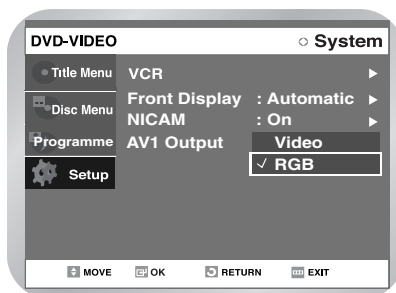 DVD-VIDEO System
Title Menu VCR
Disc Menu Front Display : Automatic
NICAM : On
Programme AV1 Output Video
✓ RGB
Setup
MOVE OK RETURN EXIT